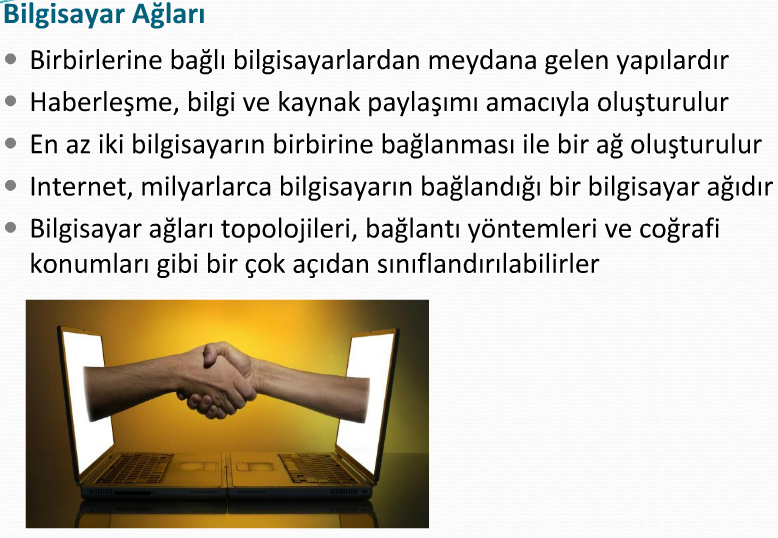 Bilgisayar Ağları
• Birbirlerine bağlı bilgisayarlardan meydana gelen yapılardır
• Haberleşme, bilgi ve kaynak paylaşımı amacıyla oluşturulur
• En az iki bilgisayarın birbirine bağlanması ile bir ağ oluşturulur
• Internet, milyarlarca bilgisayarın bağlandığı bir bilgisayar ağıdır
• Bilgisayar ağları topolojileri, bağlantı yöntemleri ve coğrafi
konumları gibi bir çok açıdan sınıflandırılabilirler